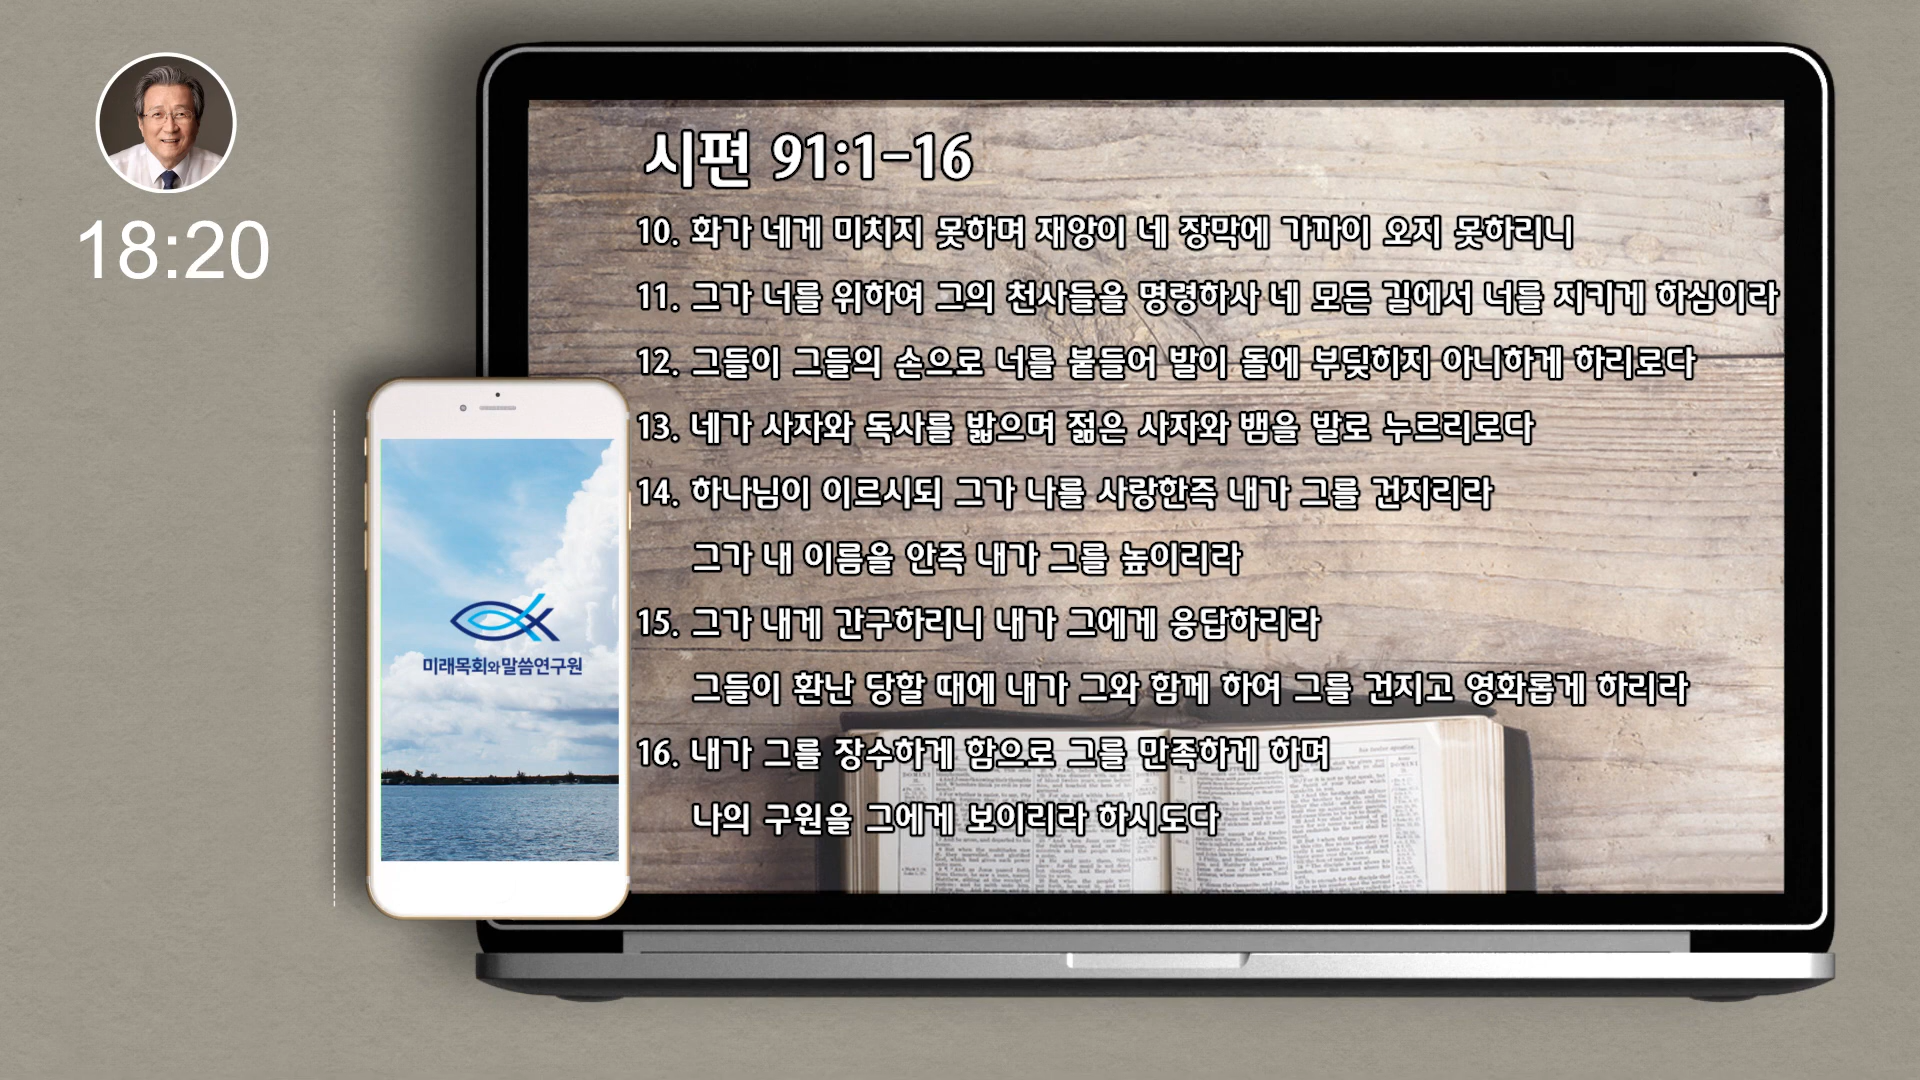 18:20
시편 91:1-16
10. 화가 네게 미치지 못하며 재앙이 네 장막에 가까이 오지 못하리니
11. 그가 너를 위하여 그의 천사들을 명령하사 네 모든 길에서 너를 지키게 하심이라
12. 그들이 그들의 손으로 너를 붙들어 발이 돌에 부딪히지 아니하게 하리로다
13. 네가 사자와 독사를 밟으며 젊은 사자와 뱀을 발로 누르리로다
14. 하나님이 이르시되 그가 나를 사랑한즉 내가 그를 건지리라
그가 내 이름을 안즉 내가 그를 높이리라
15. 그가 내게 간구하리니 내가 그에게 응답하리라
그들이 환난 당할 때에 내가 그와 함께 하여 그를 건지고 영화롭게 하리라
16. 내가 그를 장수하게 함으로 그를 만족하게 하며
나의 구원을 그에게 보이리라 하시도다
미래목회와말씀연구원